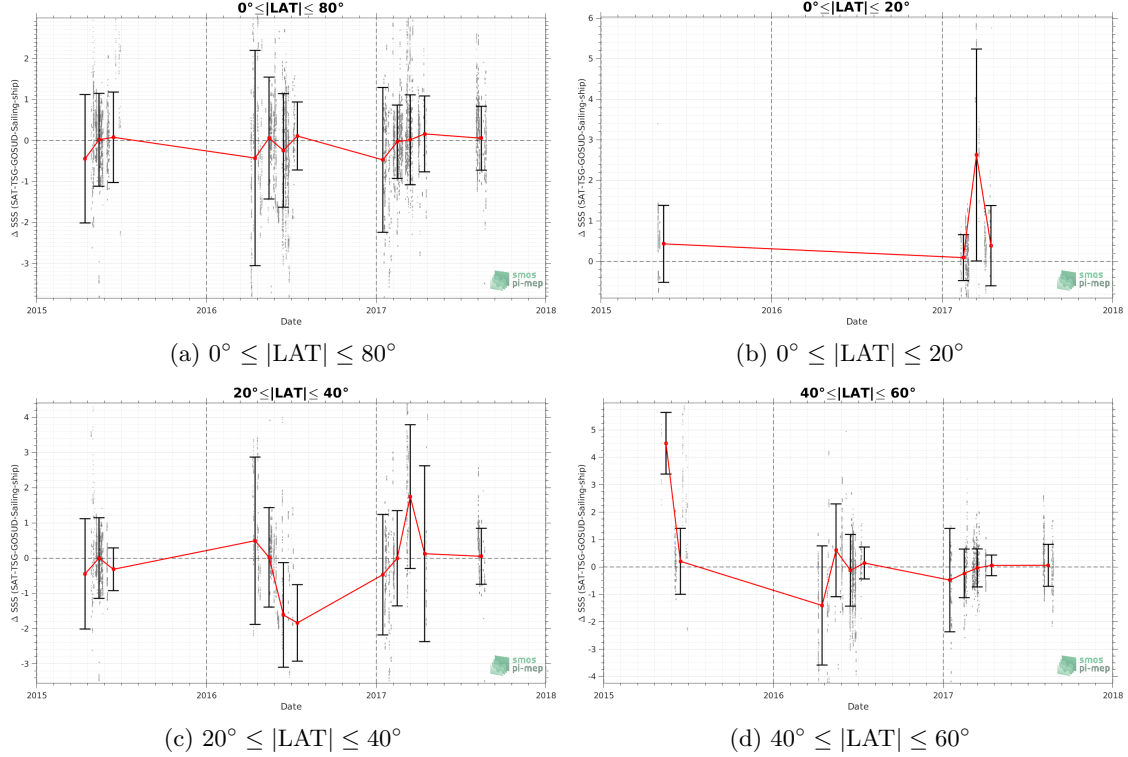 0°≤|LAT|≤ 80°
Δ SSS (SAT-TSG-GOSUD-Sailing-ship)
2
1
0
-1
-2
-3
2015
2016
2017
2018
Date
smos
pi-mep
(a) 0° ≤ |LAT| ≤ 80°
0°≤|LAT|≤ 20°
Δ SSS (SAT-TSG-GOSUD-Sailing-ship)
6
5
4
3
2
1
0
2015
2016
2017
2018
Date
smos
pi-mep
(b) 0° ≤ |LAT| ≤ 20°
20°≤|LAT|≤ 40°
Δ SSS (SAT-TSG-GOSUD-Sailing-ship)
4
3
2
1
0
-1
-2
-3
2015
2016
2017
2018
Date
smos
pi-mep
(c) 20° ≤ |LAT| ≤ 40°
40°≤|LAT|≤ 60°
Δ SSS (SAT-TSG-GOSUD-Sailing-ship)
5
4
3
2
1
0
-1
-2
-3
-4
2015
2016
2017
2018
Date
smos
pi-mep
(d) 40° ≤ |LAT| ≤ 60°